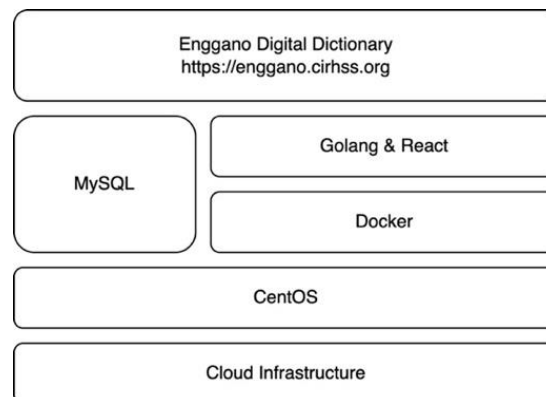 Enggano Digital Dictionary
https://enggano.cirhss.org
MySQL
Golang & React
Docker
CentOS
Cloud Infrastructure